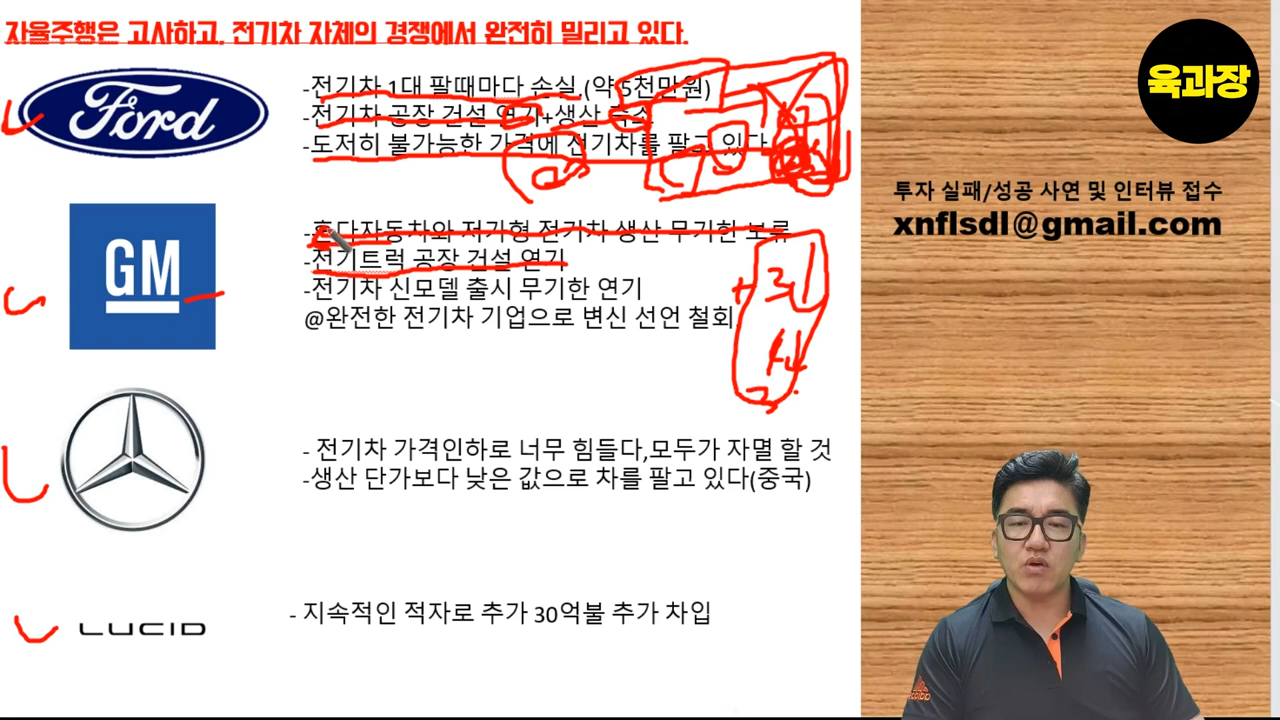 자율주행은 고사하고, 전기차 자체의 경쟁에서 완전히 밀리고 있다.
Ford
-전기차 1대 팔때마다 손실,(약 5천만원)
-전기차 공장 건설 연기+생산 축소
-도저히 불가능한 가격에 전기차를 팔고 있다
GM
-혼다자동차와 저가형 전기차 생산 무기한 보류
-전기트럭 공장 건설 연기
-전기차 신모델 출시 무기한 연기
@완전한 전기차 기업으로 변신 선언 철회.
- 전기차 가격인하로 너무 힘들다,모두가 자멸 할 것
-생산 단가보다 낮은 값으로 차를 팔고 있다(중국)
LUCID
- 지속적인 적자로 추가 30억불 추가 차입
육과장
투자 실패/성공 사연 및 인터뷰 접수
xnflsdl@gmail.com